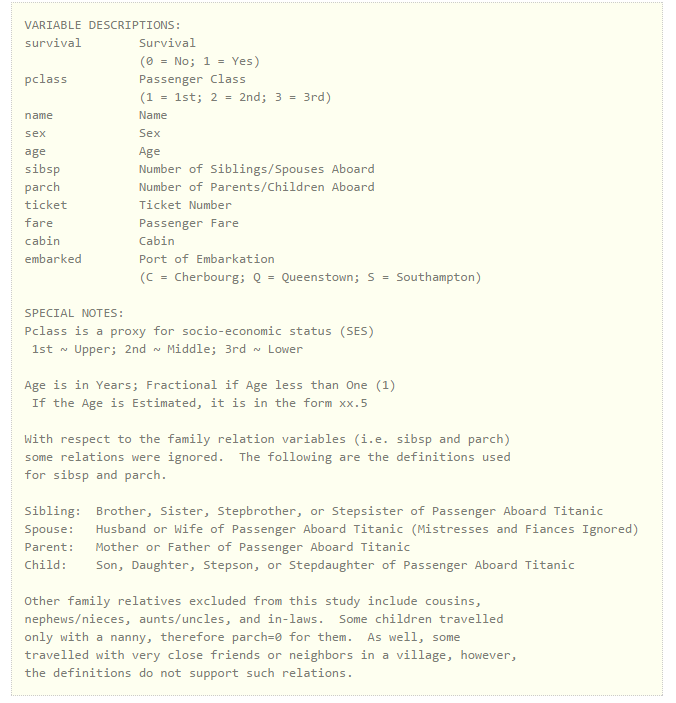 VARIABLE DESCRIPTIONS:
survival        Survival
                (0 = No; 1 = Yes)
pclass          Passenger Class
                (1 = 1st; 2 = 2nd; 3 = 3rd)
name            Name
sex             Sex
age             Age
sibsp           Number of Siblings/Spouses Aboard
parch           Number of Parents/Children Aboard
ticket          Ticket Number
fare            Passenger Fare
cabin           Cabin
embarked        Port of Embarkation
                (C = Cherbourg; Q = Queenstown; S = Southampton)

SPECIAL NOTES:
Pclass is a proxy for socio-economic status (SES)
 1st ~ Upper; 2nd ~ Middle; 3rd ~ Lower

Age is in Years; Fractional if Age less than One (1)
 If the Age is Estimated, it is in the form xx.5

With respect to the family relation variables (i.e. sibsp and parch)
some relations were ignored.  The following are the definitions used
for sibsp and parch.

Sibling:  Brother, Sister, Stepbrother, or Stepsister of Passenger Aboard Titanic
Spouse:   Husband or Wife of Passenger Aboard Titanic (Mistresses and Fiances Ignored)
Parent:   Mother or Father of Passenger Aboard Titanic
Child:    Son, Daughter, Stepson, or Stepdaughter of Passenger Aboard Titanic

Other family relatives excluded from this study include cousins,
nephews/nieces, aunts/uncles, and in-laws.  Some children travelled
only with a nanny, therefore parch=0 for them.  As well, some
travelled with very close friends or neighbors in a village, however,
the definitions do not support such relations.